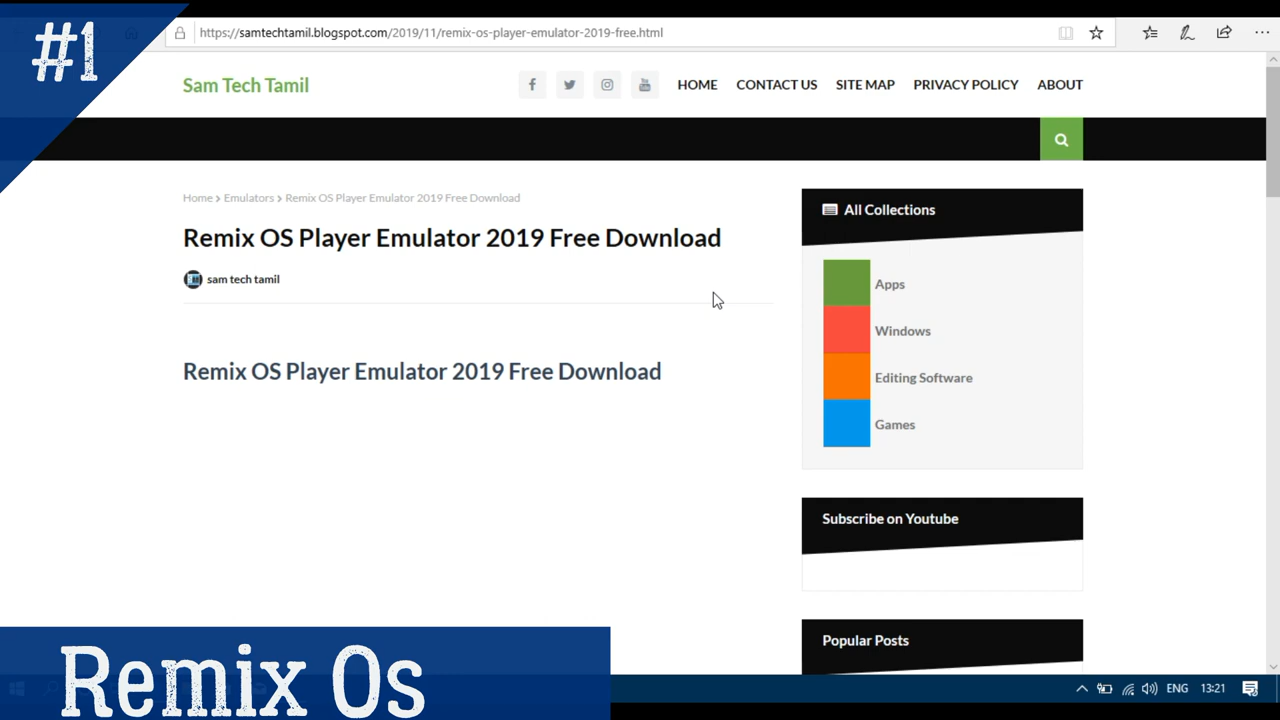 #1
https://samtechtamil.blogspot.com/2019/11/remix-os-player-emulator-2019-free.html
Sam Tech Tamil
HOME CONTACT US SITE MAP PRIVACY POLICY ABOUT
Home > Emulators > Remix OS Player Emulator 2019 Free Download
Remix OS Player Emulator 2019 Free Download
sam tech tamil
Remix OS Player Emulator 2019 Free Download
All Collections
Apps
Windows
Editing Software
Games
Subscribe on Youtube
Popular Posts
Remix Os
ENG 13:21